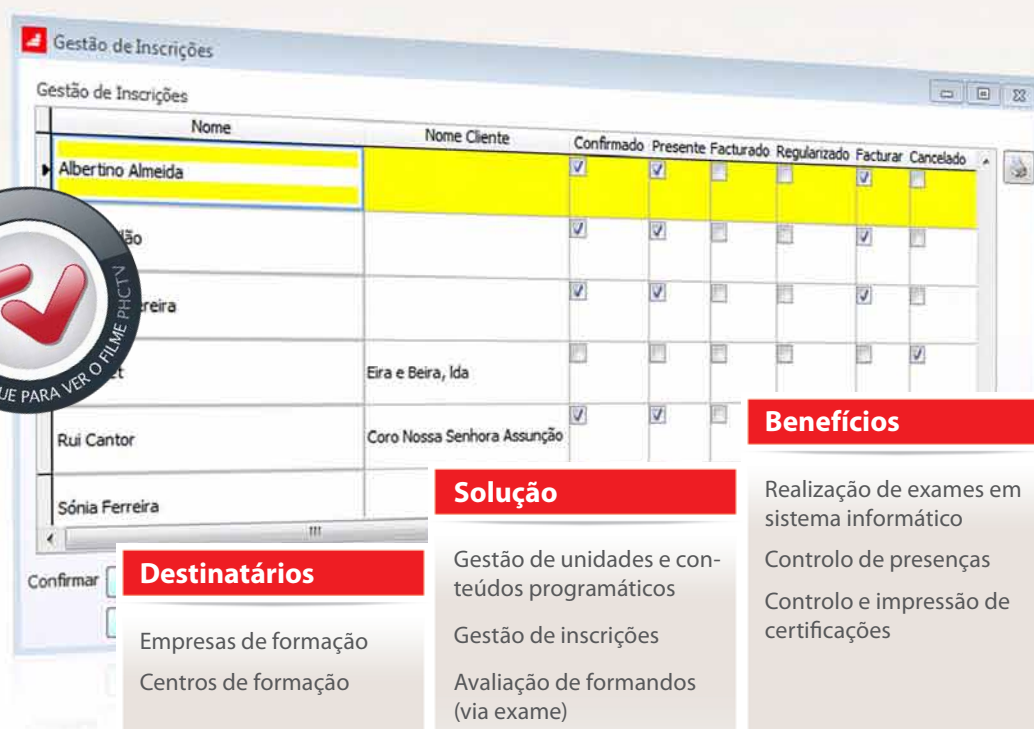 Gestão de Inscrições
Gestão de Inscrições
Nome Nome Cliente Confirmado Presente Facturado Regularizado Facturar Cancelado
Albertino Almeida
Eira e Beira, lda
Rui Cantor Coro Nossa Senhora Assunção
Sónia Ferreira
Confirmar
PARA VER O FILME PHCTV
Destinatários
Empresas de formação
Centros de formação
Solução
Gestão de unidades e con-
teúdos programáticos
Gestão de inscrições
Avaliação de formandos
(via exame)
Benefícios
Realização de exames em
sistema informático
Controlo de presenças
Controlo e impressão de
certificações